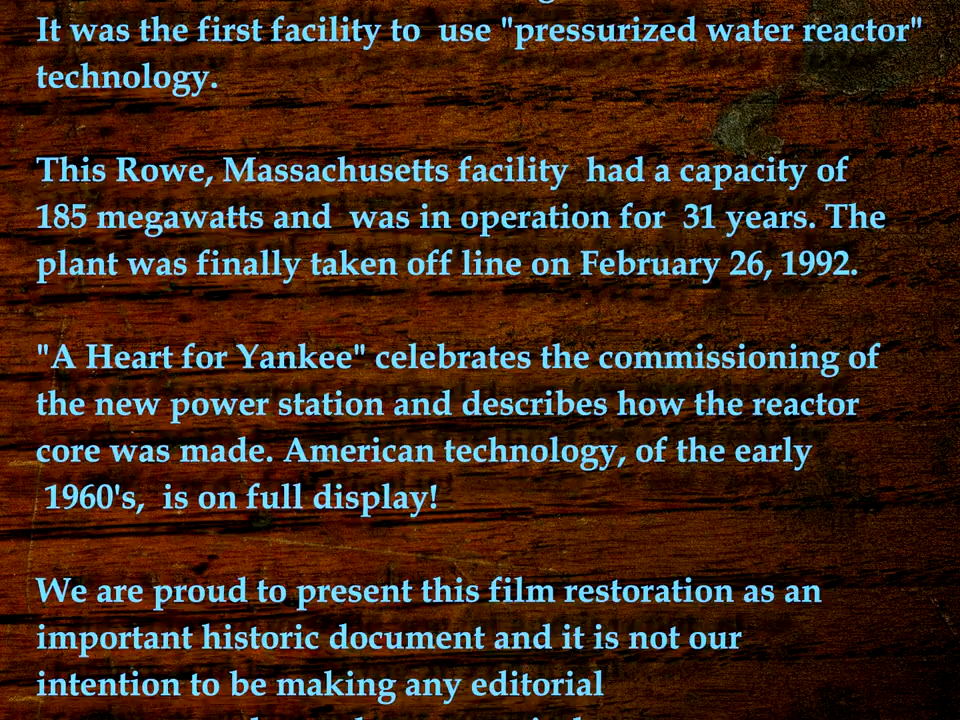 It was the first facility to use "pressurized water reactor"
technology.
This Rowe, Massachusetts facility had a capacity of
185 megawatts and was in operation for 31 years. The
plant was finally taken off line on February 26, 1992.
"A Heart for Yankee" celebrates the commissioning of
the new power station and describes how the reactor
core was made. American technology, of the early
1960's, is on full display!
We are proud to present this film restoration as an
important historic document and it is not our
intention to be making any editorial